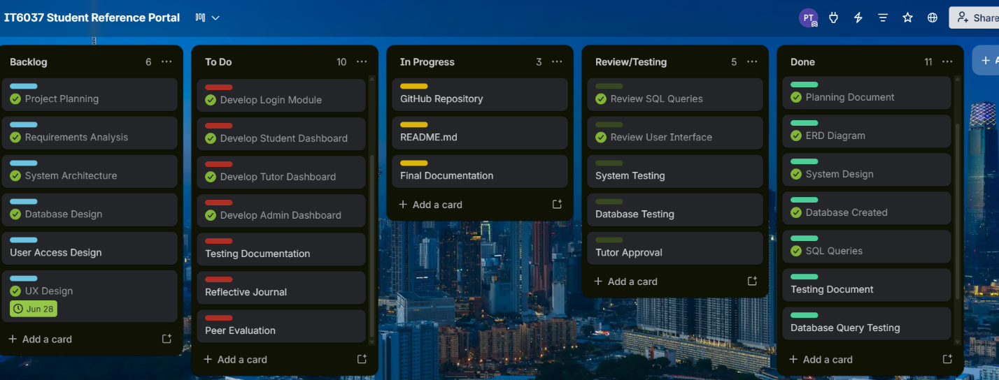 IT6037 Student Reference Portal
PT
Share
Backlog 6
Project Planning
Requirements Analysis
System Architecture
Database Design
User Access Design
UX Design
Jun 28
+ Add a card
To Do 10
Develop Login Module
Develop Student Dashboard
Develop Tutor Dashboard
Develop Admin Dashboard
Testing Documentation
Reflective Journal
Peer Evaluation
+ Add a card
In Progress 3
GitHub Repository
README.md
Final Documentation
+ Add a card
Review/Testing 5
Review SQL Queries
Review User Interface
System Testing
Database Testing
Tutor Approval
+ Add a card
Done 11
Planning Document
ERD Diagram
System Design
Database Created
SQL Queries
Testing Document
Database Query Testing
+ Add a card
+ A